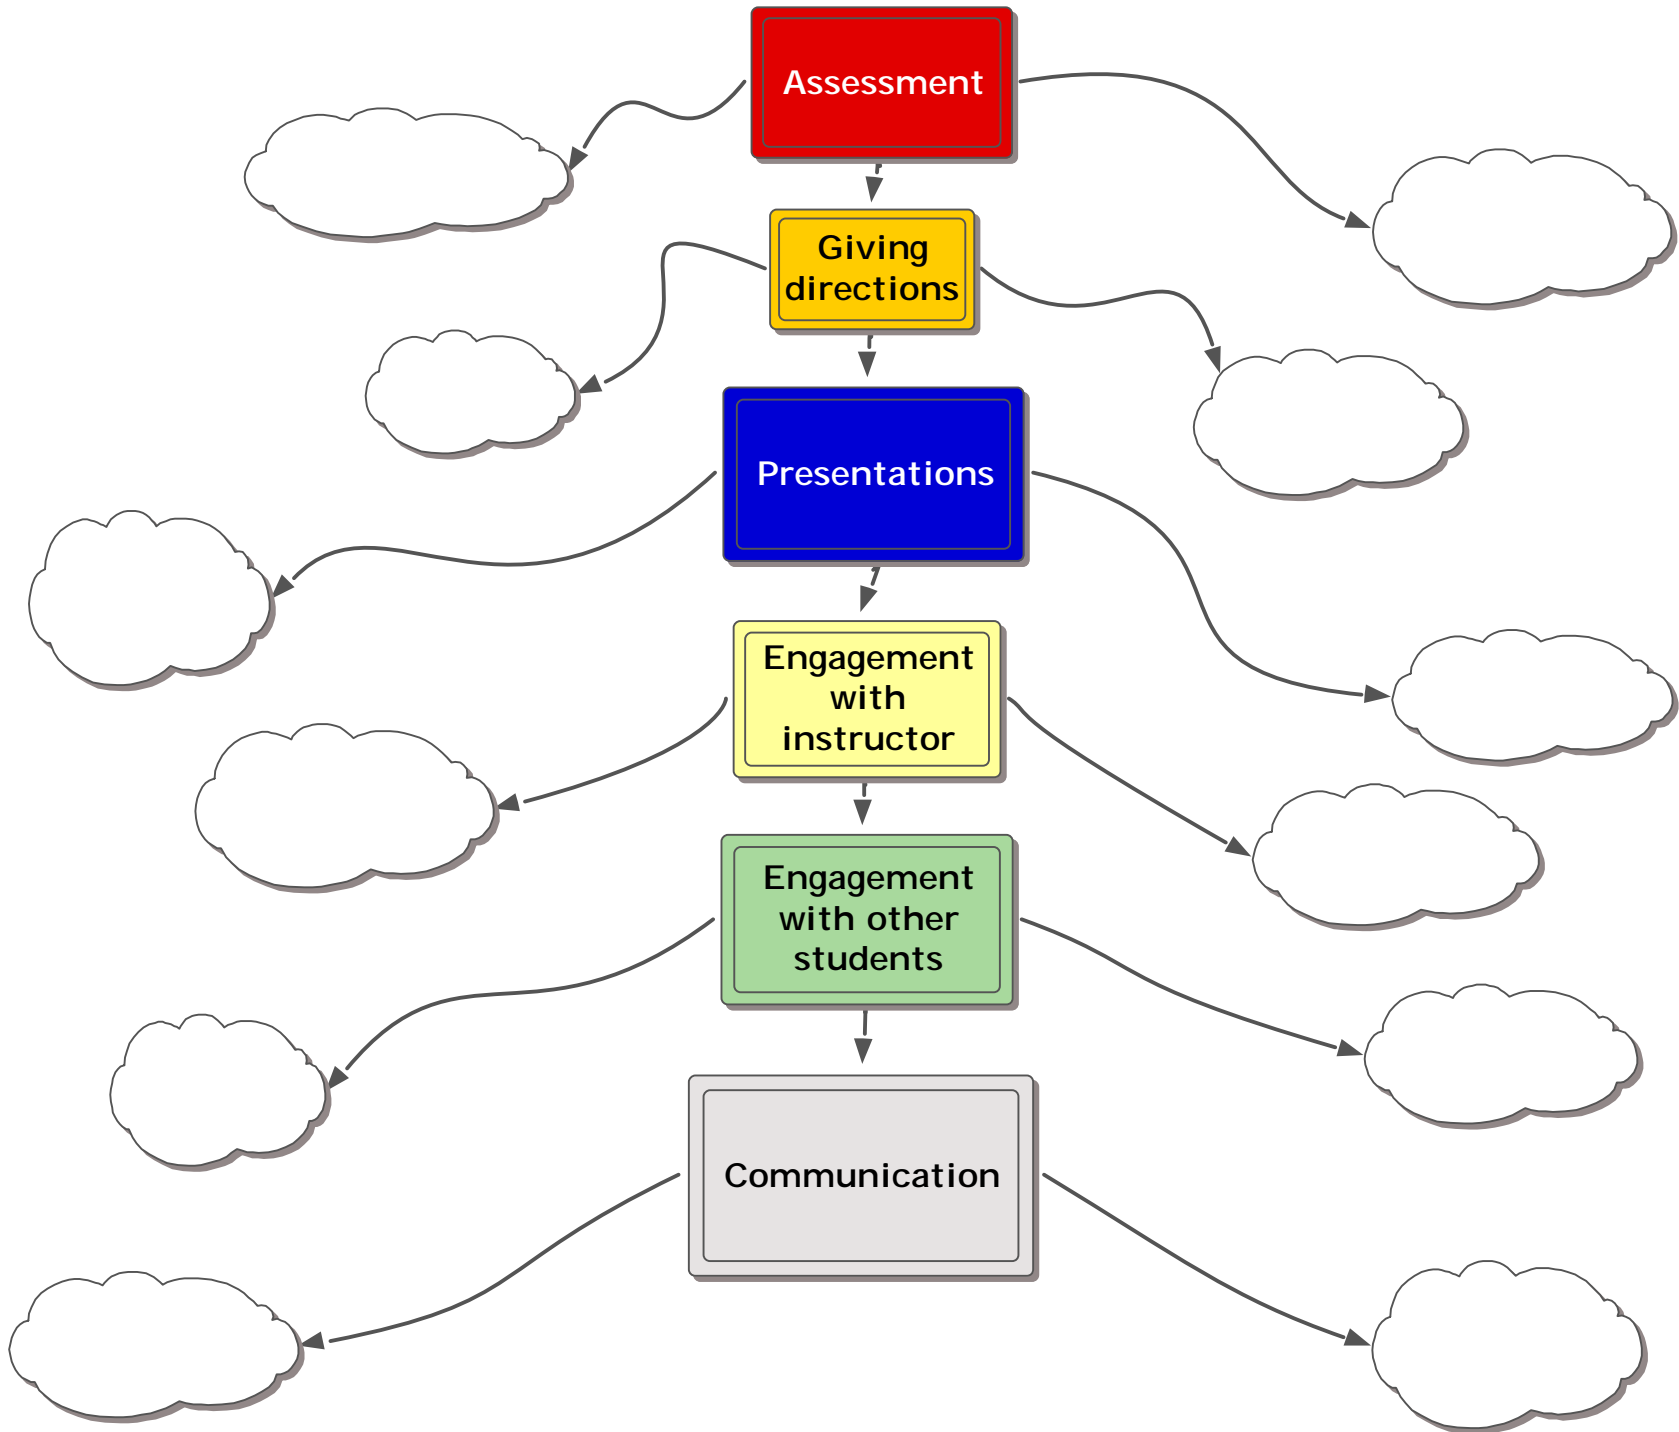 Assessment
Giving
directions
Presentations
Engagement
with
instructor
Engagement
with other
students
Communication